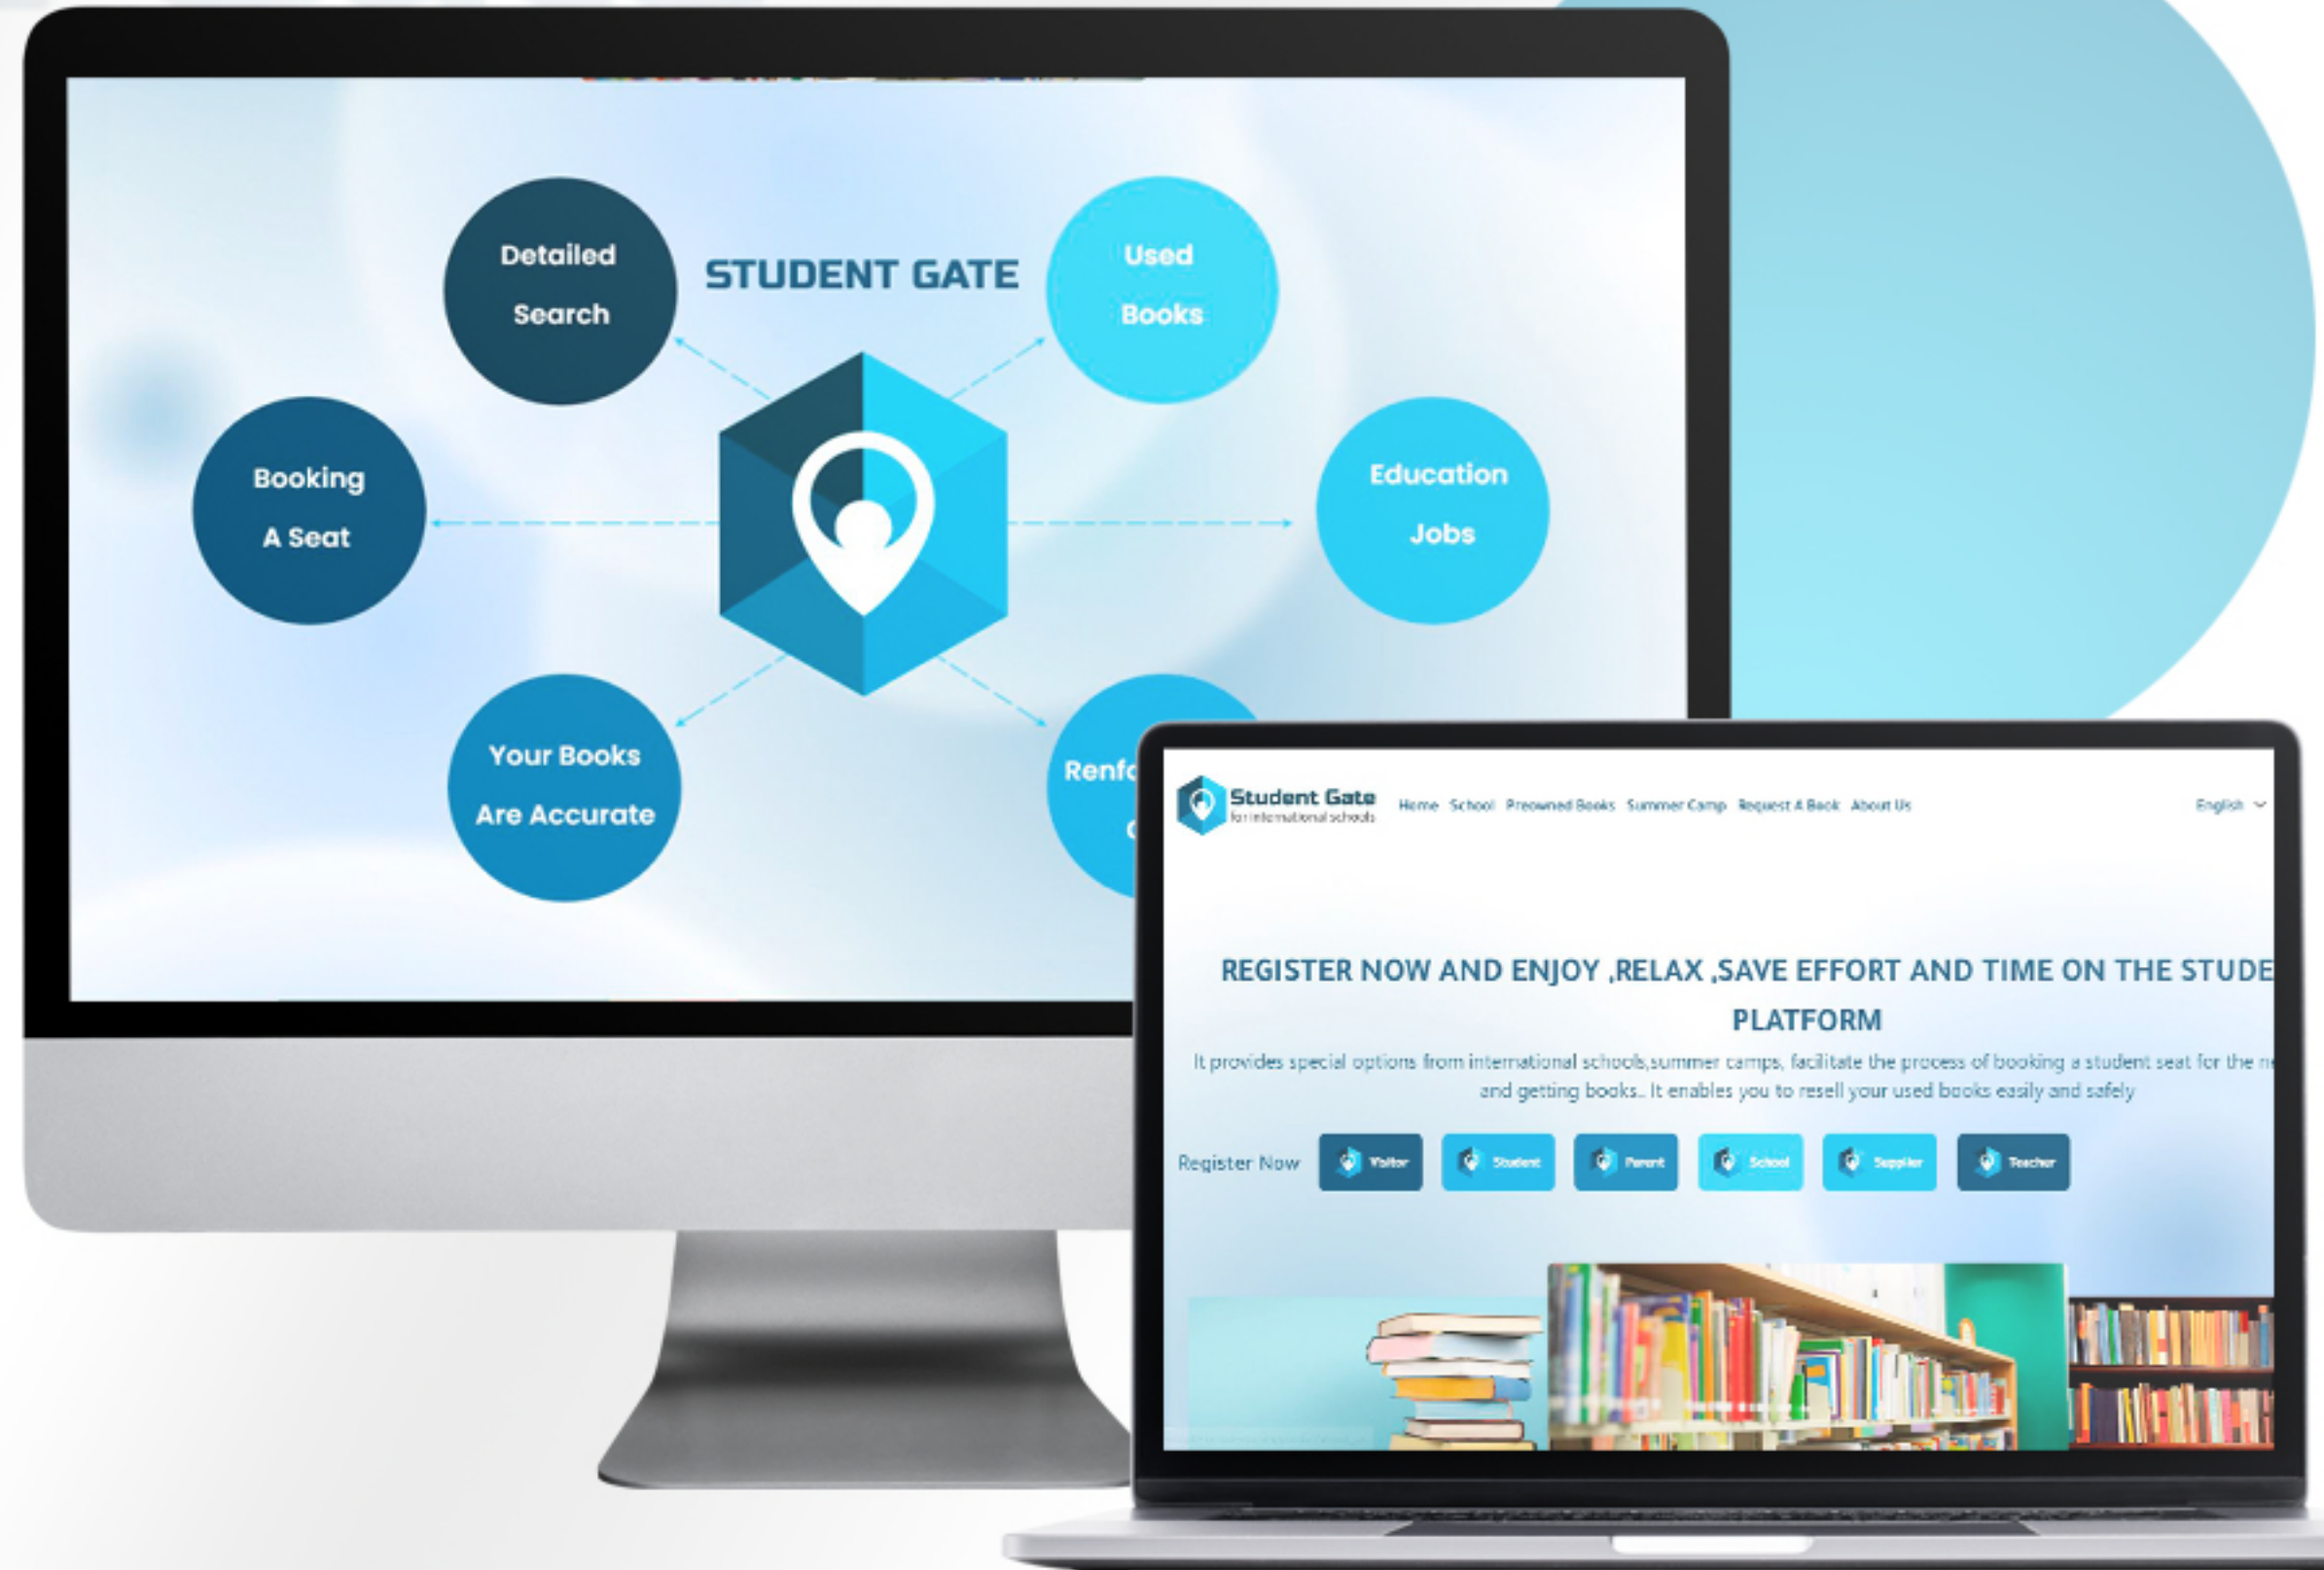 Detailed
Search
STUDENT GATE
Used
Books
Booking
A Seat
Education
Jobs
Your Books
Are Accurate
Student Gate
for international schools
Home School Preowned Books Summer Camp Request A Book About Us
English
REGISTER NOW AND ENJOY ,RELAX ,SAVE EFFORT AND TIME ON THE
PLATFORM
It provides special options from international schools,summer camps, facilitate the process of booking a student seat for the
and getting books.. It enables you to resell your used books easily and safely
Register Now
Visitor
Student
Parent
School
Supplier
Teacher